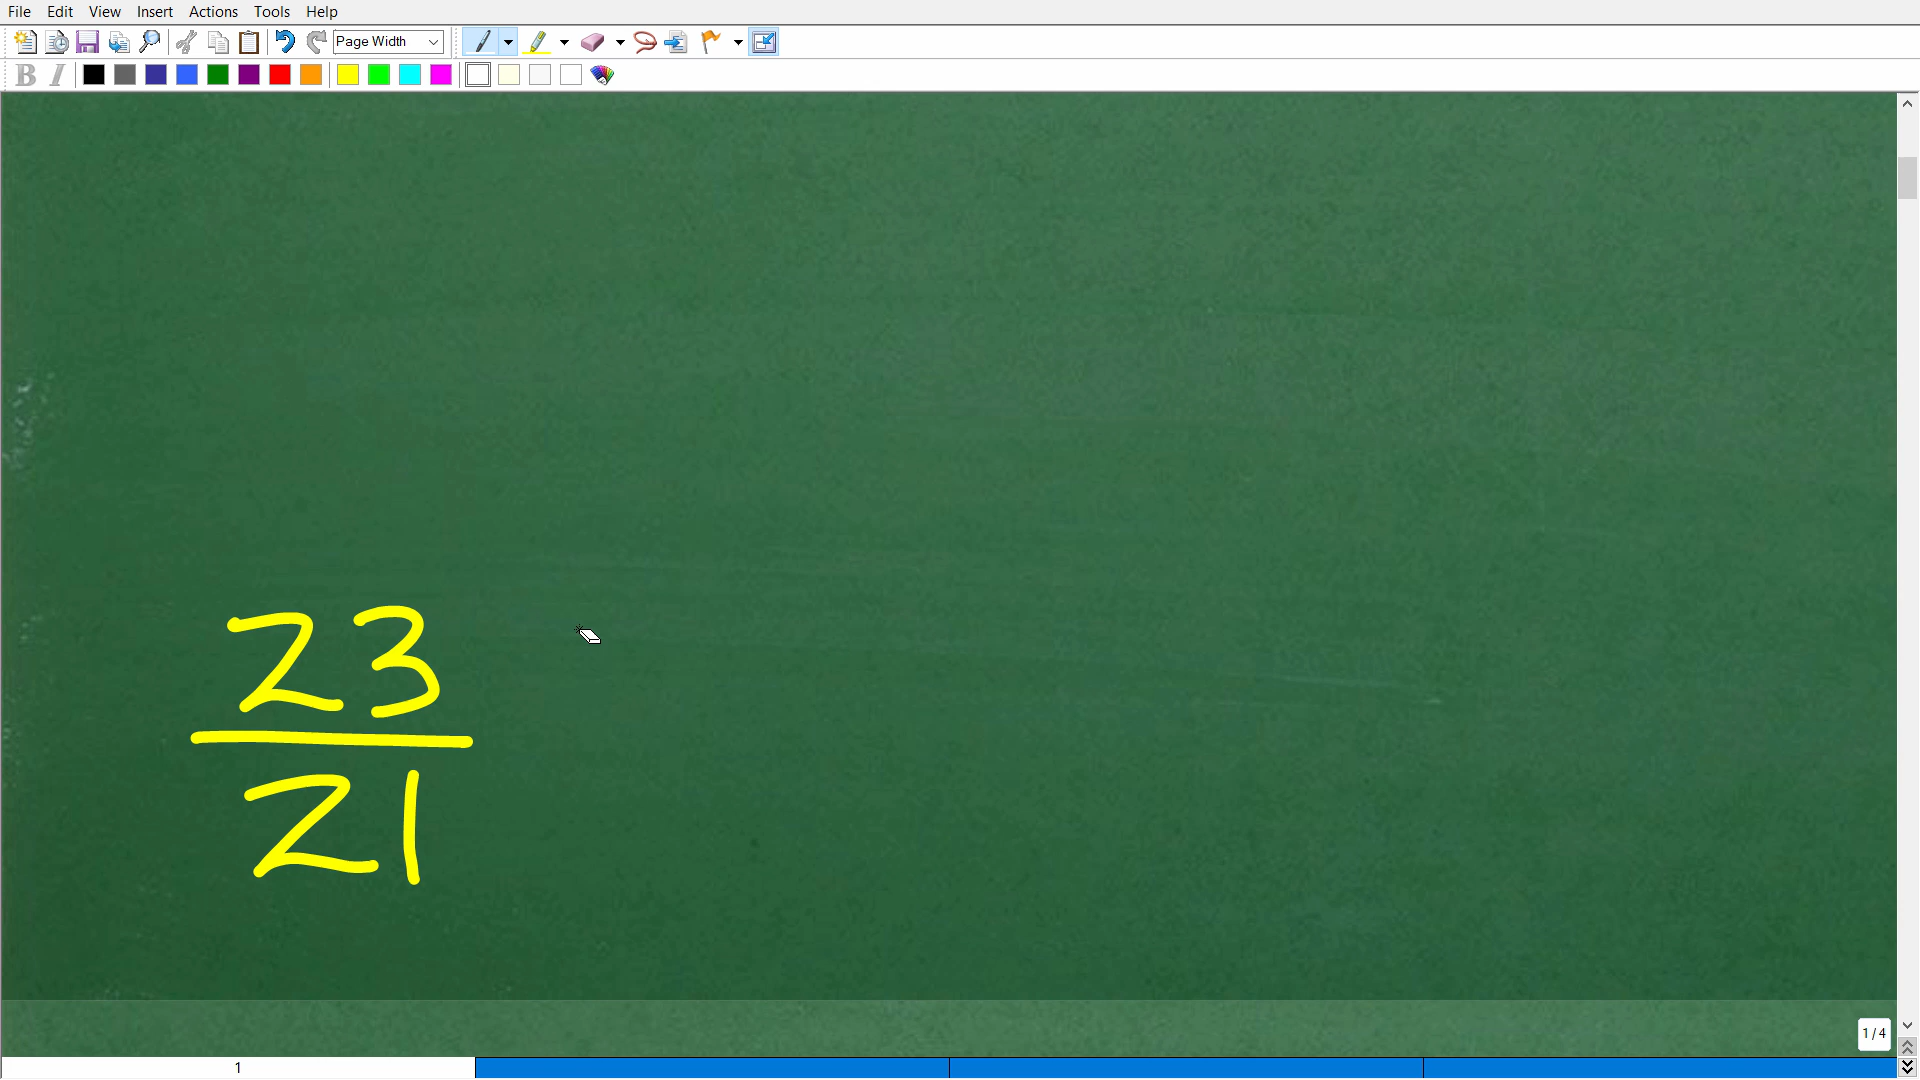 File Edit View Insert Actions Tools Help
Page Width
B I
23
21
1 / 4
1